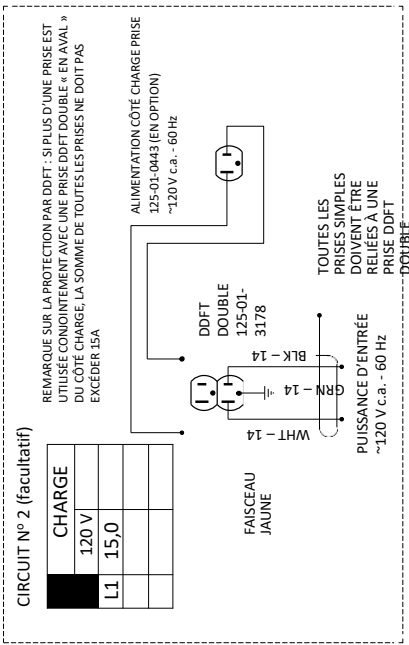 CIRCUIT Nº 2 (facultatif)
CHARGE
120 V
L1 15,0
REMARQUE SUR LA PROTECTION PAR DDFT : SI PLUS D'UNE PRISE EST
UTILISÉE CONJOINTEMENT AVEC UNE PRISE DDFT DOUBLE « EN AVAL »
DU CÔTÉ CHARGE, LA SOMME DE TOUTES LES PRISES NE DOIT PAS
EXCÉDER 15A
ALIMENTATION CÔTÉ CHARGE PRISE
125-01-0443 (EN OPTION)
~120 V c.a. - 60 Hz
DDFT
DOUBLE
125-01-
3178
FAISCEAU
JAUNE
WHT – 14
GRN – 14
BLK – 14
PUISSANCE D'ENTRÉE
~120 V c.a. - 60 Hz
TOUTES LES
PRISES SIMPLES
DOIVENT ÊTRE
RELIÉES À UNE
PRISE DDFT
DOUBLE